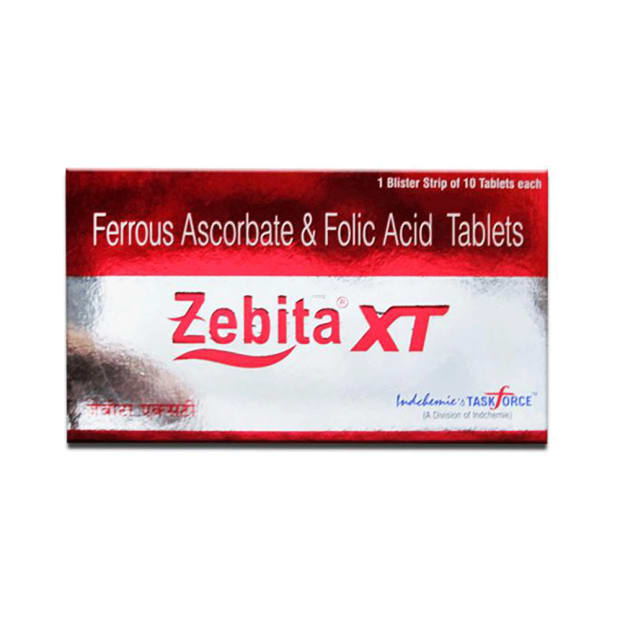 1 Blister Strip of 10 Tablets each
Ferrous Ascorbate & Folic Acid Tablets
Zebita® XT
Indchemie's TASKFORCE™
(A Division of Indchemie)
जेबीटा एक्सटी